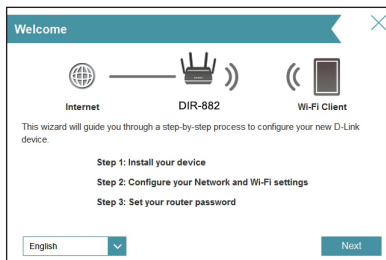 Welcome
Internet
DIR-882
Wi-Fi Client
This wizard will guide you through a step-by-step process to configure your new D-Link
device.
Step 1: Install your device
Step 2: Configure your Network and Wi-Fi settings
Step 3: Set your router password
English
Next